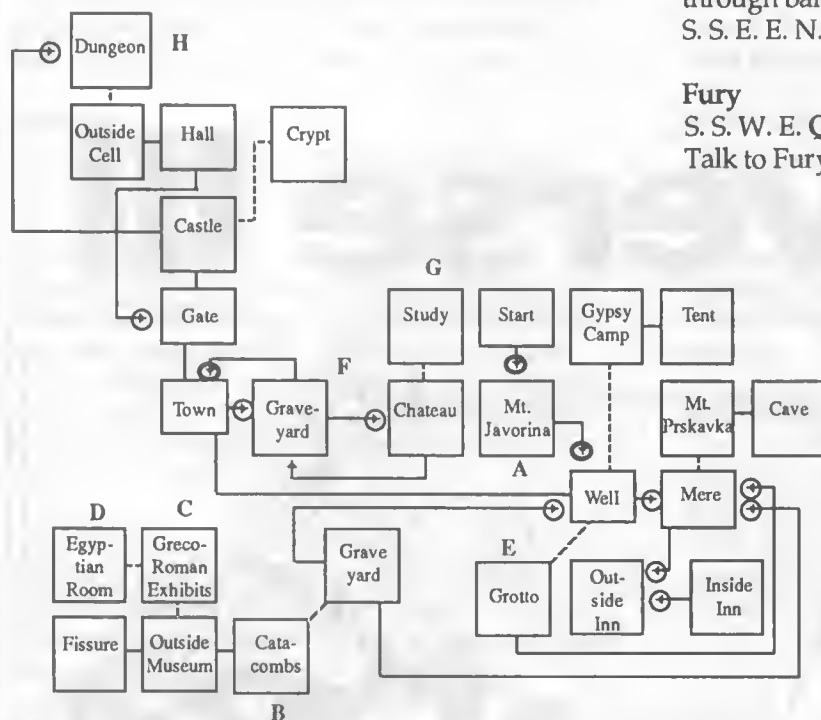 through
S. S. E. E. N.
Fury
S. S. W. E.
Talk to Fury
Dungeon
H
Outside
Cell
Hall
Crypt
Castle
G
Gate
Study
Start
Gypsy
Camp
Tent
F
Town
Grave-
yard
Chateau
Mt.
Javorina
Mt.
Prskavka
Cave
A
Well
Mere
D
C
E
Egyp-
tian
Room
Greco-
Roman
Exhibits
Grave
yard
Grotto
Out-
side
Inn
Inside
Inn
Fissure
Outside
Museum
Cata-
combs
B